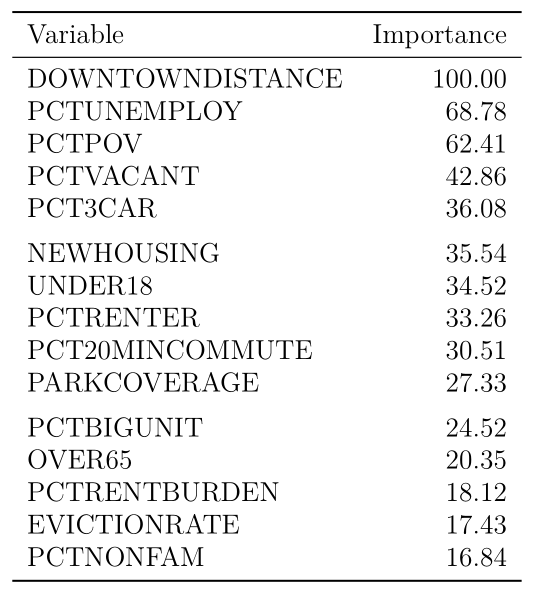 Variable Importance
DOWNTOWNDISTANCE 100.00
PCTUNEMPLOY 68.78
PCTPOV 62.41
PCTVACANT 42.86
PCT3CAR 36.08
NEWHOUSING 35.54
UNDER18 34.52
PCTRENTER 33.26
PCT20MINCOMMUTE 30.51
PARKCOVERAGE 27.33
PCTBIGUNIT 24.52
OVER65 20.35
PCTRENTBURDEN 18.12
EVICTIONRATE 17.43
PCTNONFAM 16.84